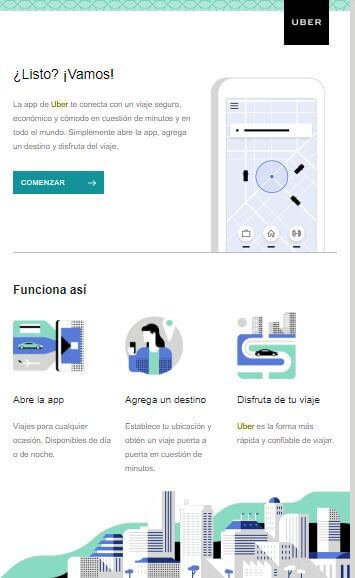 UBER
¿Listo? ¡Vamos!
La app de Uber te conecta con un viaje seguro,
económico y cómodo en cuestión de minutos y en
todo el mundo. Simplemente abre la app, agrega
un destino y disfruta del viaje.
COMENZAR
Funciona así
Abre la app
Viajes para cualquier
ocasión. Disponibles de día
o de noche.
Agrega un destino
Establece tu ubicación y
obtén un viaje puerta a
puerta en cuestión de
minutos.
Disfruta de tu viaje
Uber es la forma más
rápida y confiable de viajar.